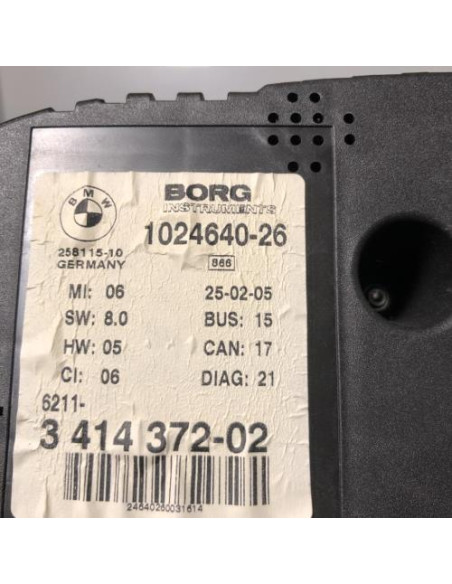 BMW
BORG
INSTRUMENTS
1024640-26
258115-10
GERMANY
866
MI: 06 25-02-05
SW: 8.0 BUS: 15
HW: 05 CAN: 17
CI: 06 DIAG: 21
6211-
3 414 372-02
24640260031614